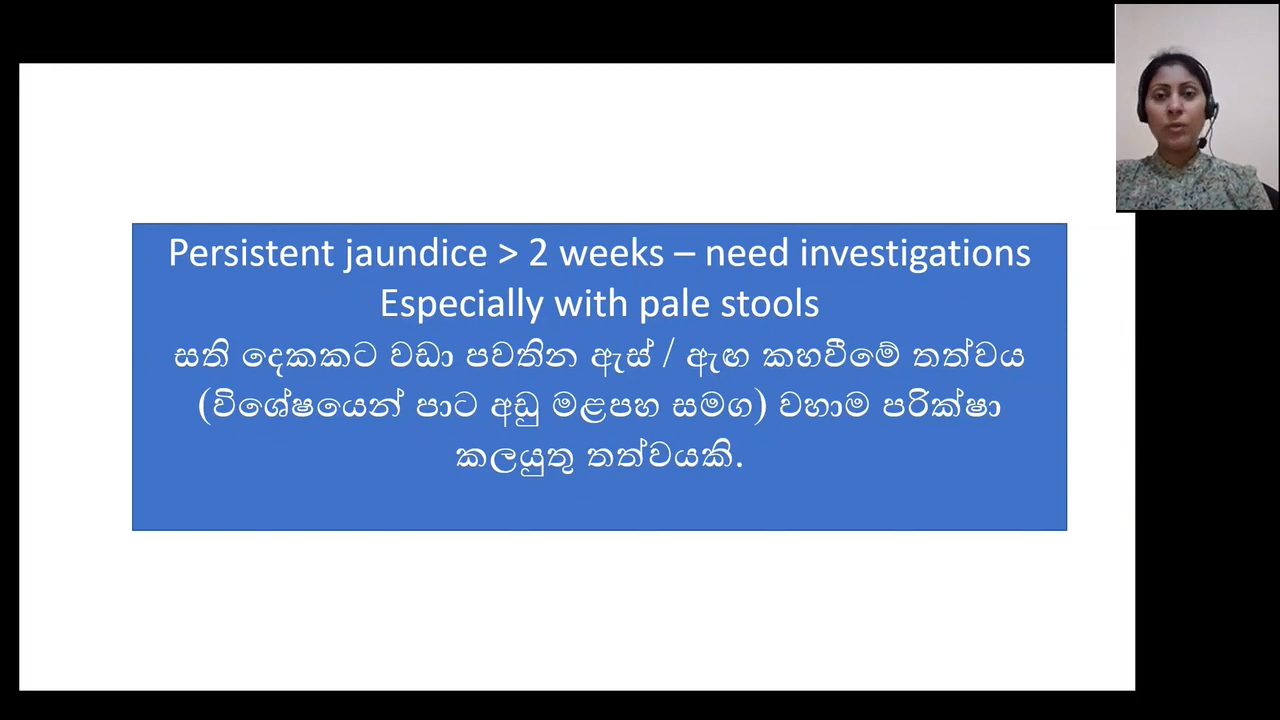 Persistent jaundice > 2 weeks – need investigations
Especially with pale stools
සති දෙකකට වඩා පවතින ඇස් / ඇඟ කහවීමේ තත්වය
(විශේෂයෙන් පාට අඩු මළපහ සමග) වහාම පරික්ෂා
කලයුතු තත්වයකි.